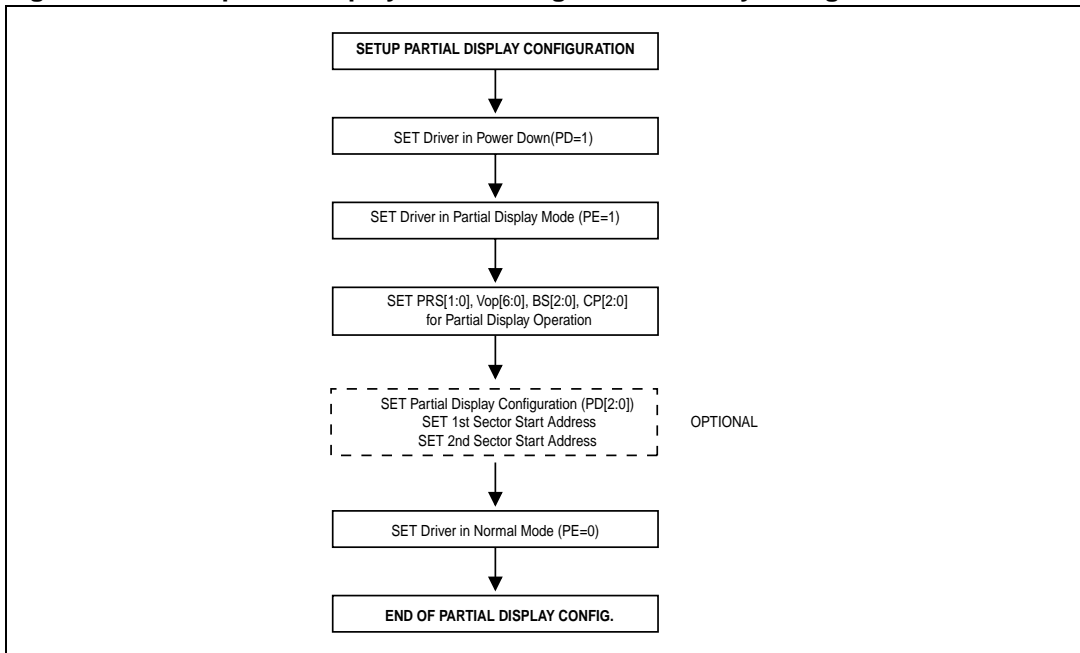 SETUP PARTIAL DISPLAY CONFIGURATION
SET Driver in Power Down(PD=1)
SET Driver in Partial Display Mode (PE=1)
SET PRS[1:0], Vop[6:0], BS[2:0], CP[2:0]
for Partial Display Operation
SET Partial Display Configuration (PD[2:0])
SET 1st Sector Start Address
SET 2nd Sector Start Address
OPTIONAL
SET Driver in Normal Mode (PE=0)
END OF PARTIAL DISPLAY CONFIG.